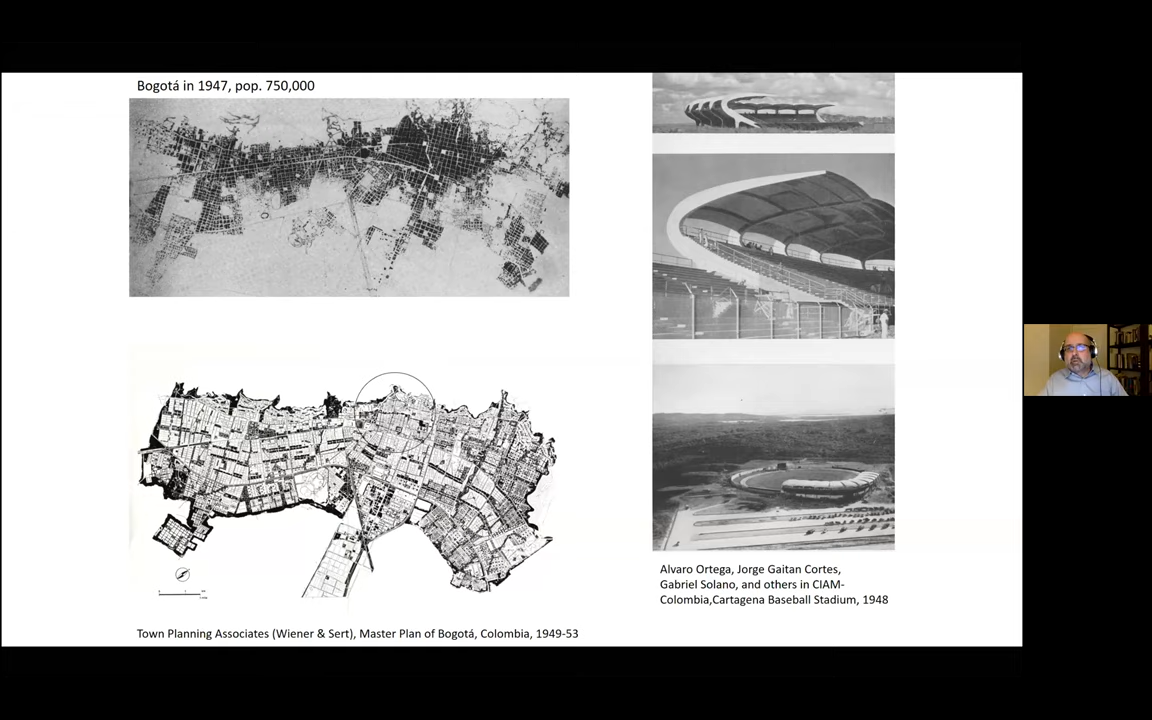 Bogotá in 1947, pop. 750,000
Town Planning Associates (Wiener & Sert), Master Plan of Bogotá, Colombia, 1949-53
Alvaro Ortega, Jorge Gaitan Cortes,
Gabriel Solano, and others in CIAM-
Colombia,Cartagena Baseball Stadium, 1948